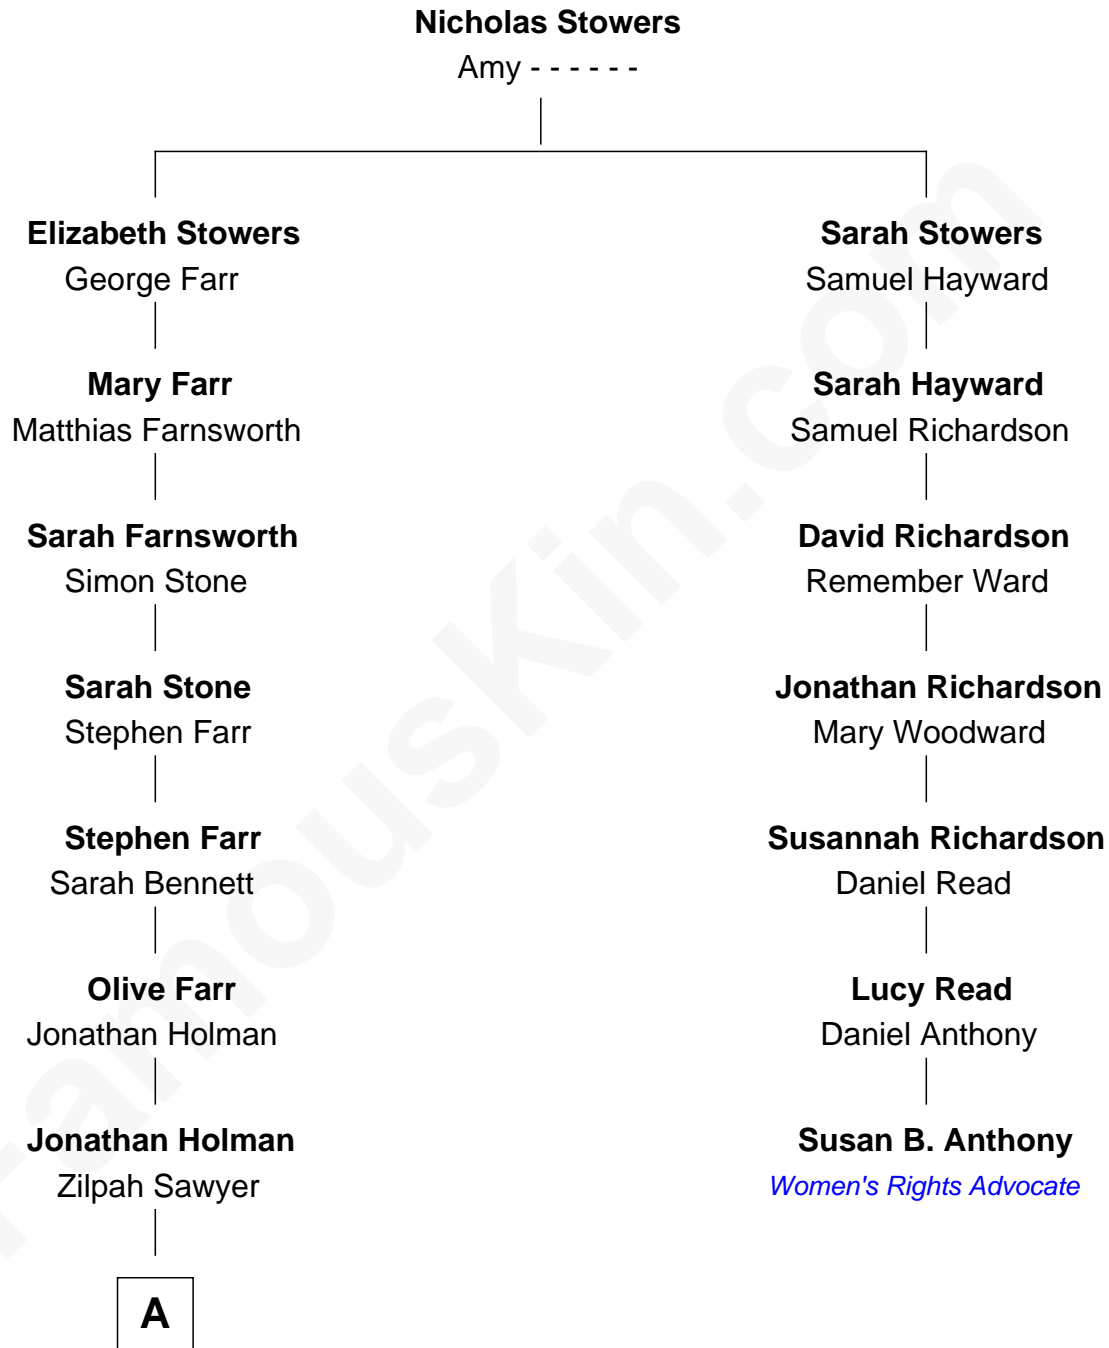 Nicholas Stowers
Amy - - - - - -
Elizabeth Stowers
George Farr
Sarah Stowers
Samuel Hayward
Mary Farr
Matthias Farnsworth
Sarah Hayward
Samuel Richardson
Sarah Farnsworth
Simon Stone
David Richardson
Remember Ward
Sarah Stone
Stephen Farr
Jonathan Richardson
Mary Woodward
Stephen Farr
Sarah Bennett
Susannah Richardson
Daniel Read
Olive Farr
Jonathan Holman
Lucy Read
Daniel Anthony
Jonathan Holman
Zilpah Sawyer
Susan B. Anthony
Women's Rights Advocate
A
FamousKin.com